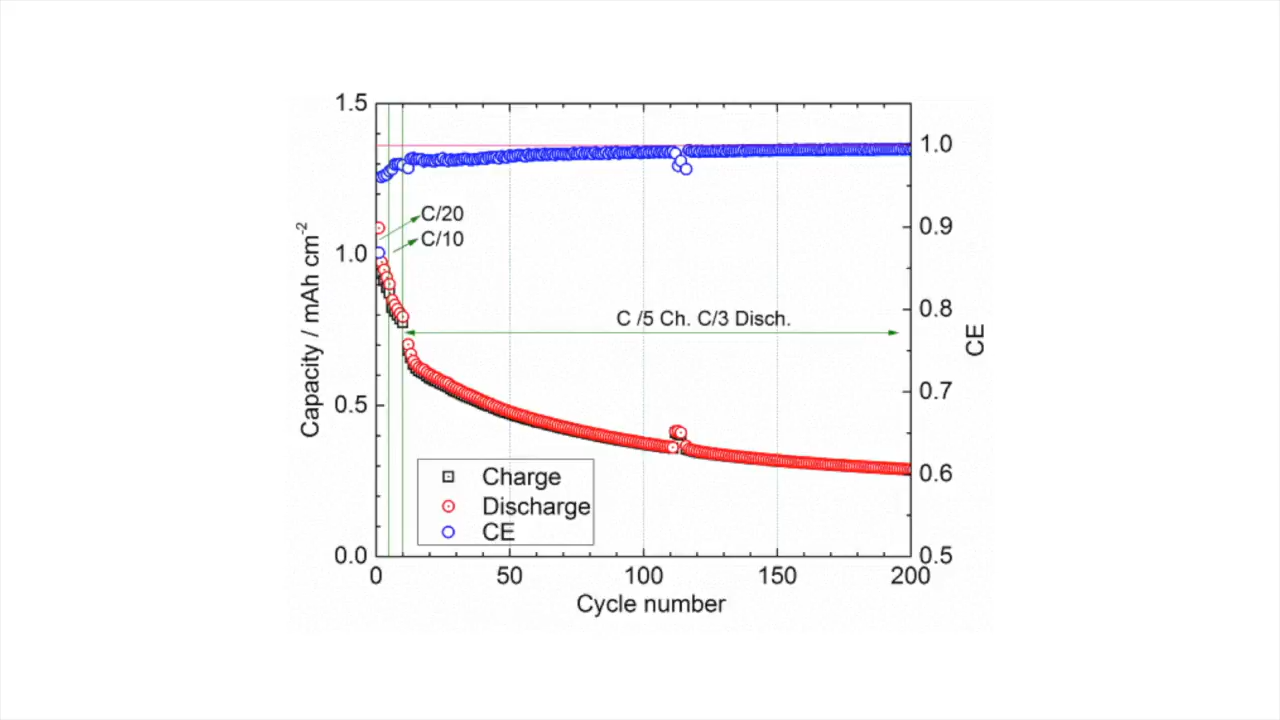 1.5
1.0
0.5
0.0
Capacity / mAh cm-2
C/20
C/10
C /5 Ch. C/3 Disch.
Charge
Discharge
CE
1.0
0.9
0.8
0.7
0.6
0.5
CE
0 50 100 150 200
Cycle number